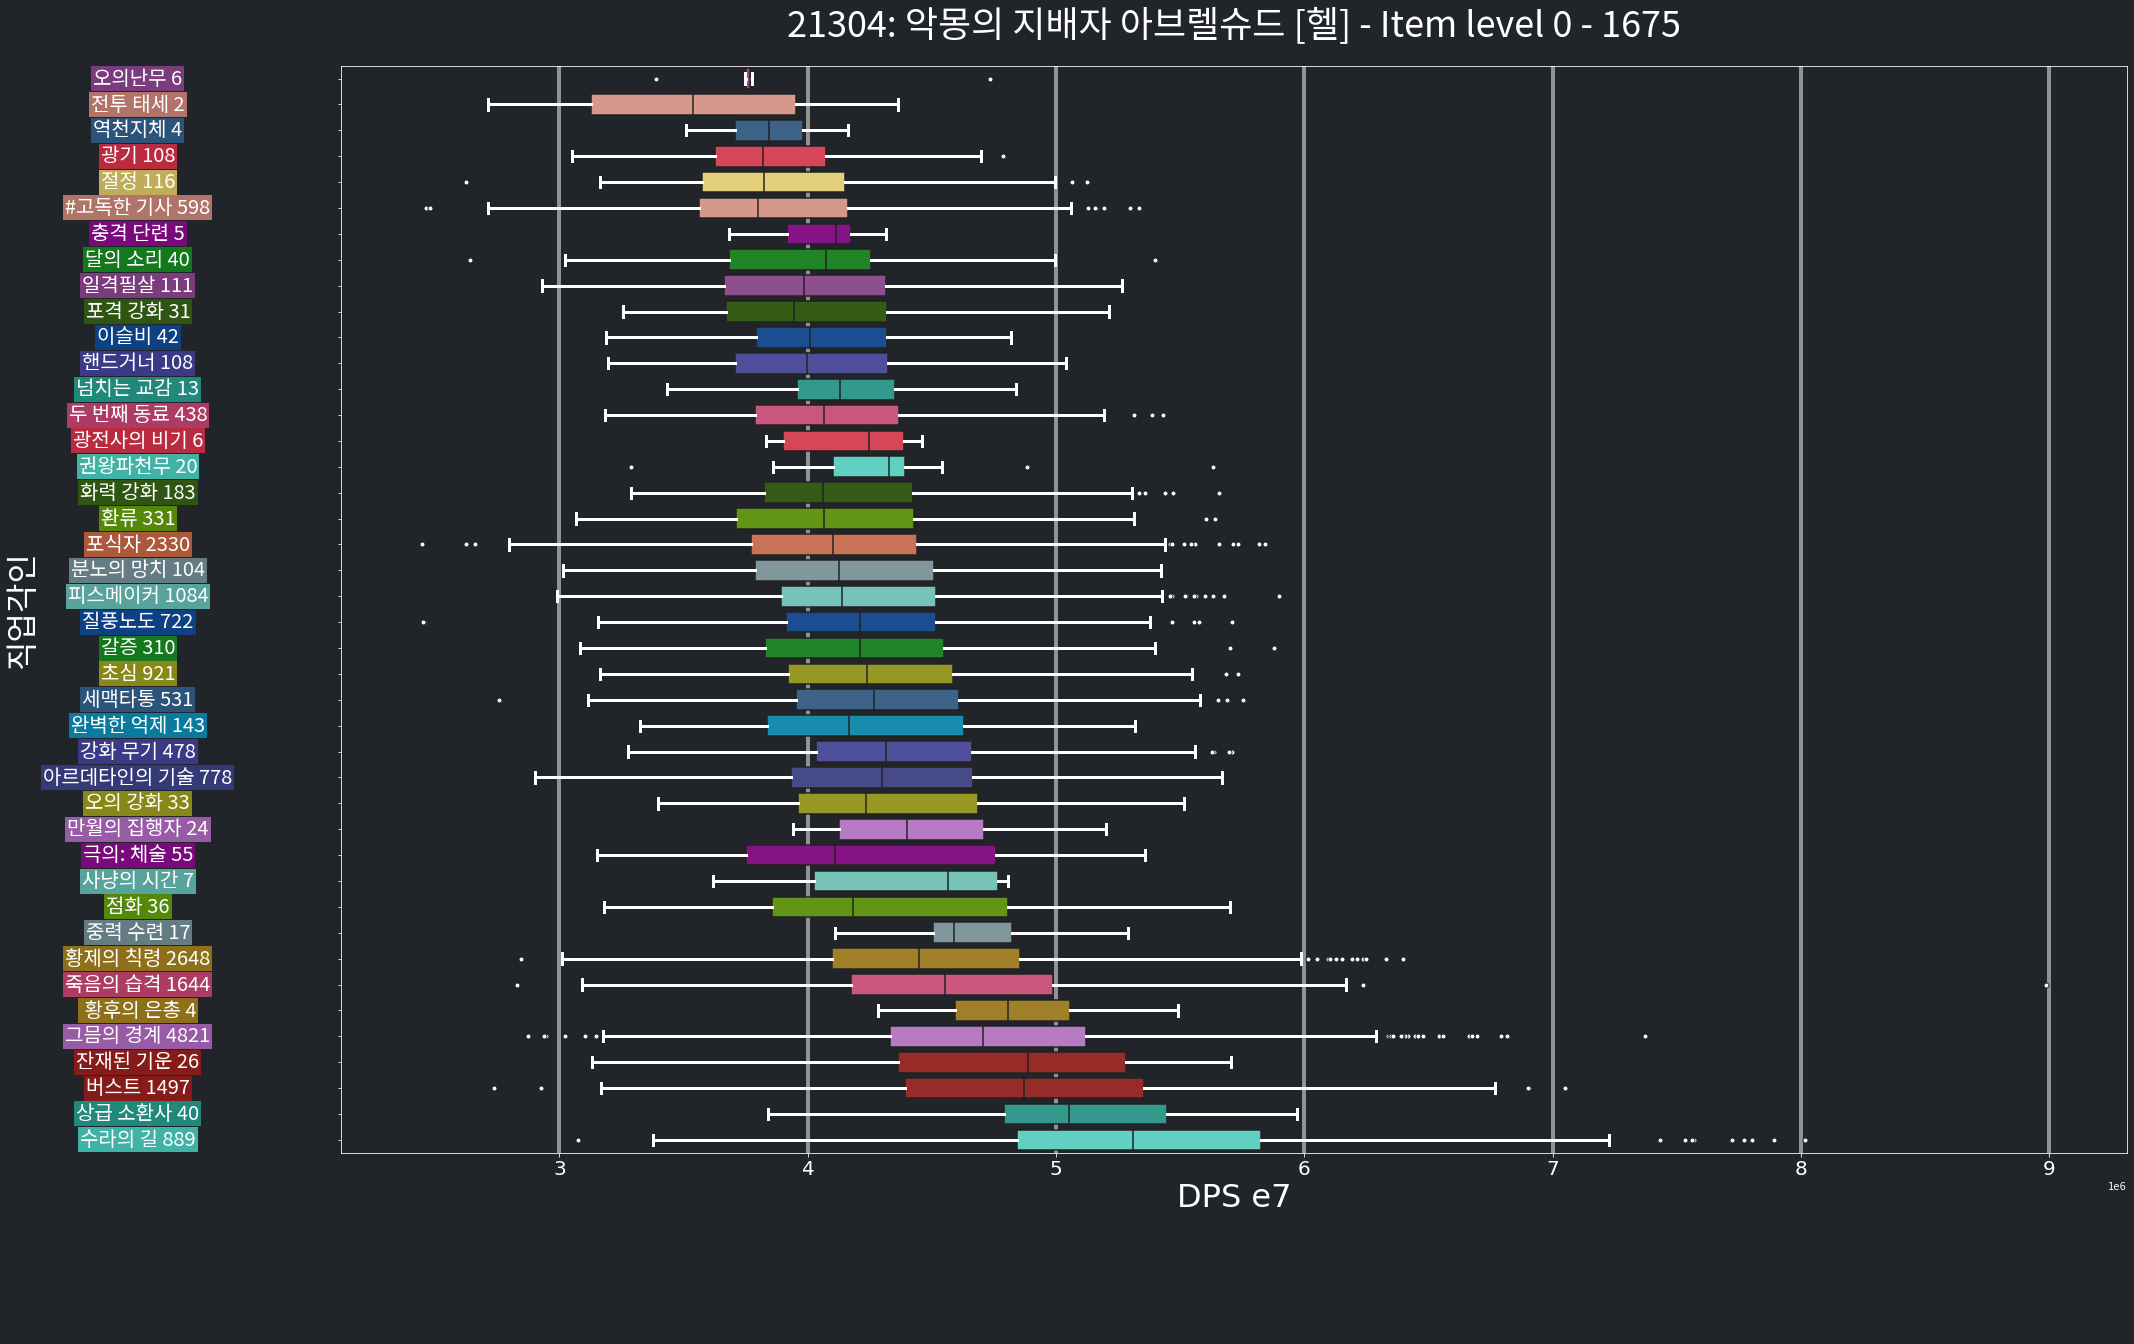 21304: 악몽의 지배자 아브렐슈드 [헬] - Item level 0 - 1675
오의난무 6
전투 태세 2
역천지체 4
광기 108
절정 116
#고독한 기사 598
충격 단련 5
달의 소리 40
일격필살 111
포격 강화 31
이슬비 42
핸드거너 108
넘치는 교감 13
두 번째 동료 438
광전사의 비기 6
권왕파천무 20
화력 강화 183
환류 331
포식자 2330
분노의 망치 104
피스메이커 1084
질풍노도 722
갈증 310
초심 921
세맥타통 531
완벽한 억제 143
강화 무기 478
아르데타인의 기술 778
오의 강화 33
만월의 집행자 24
극의: 체술 55
사냥의 시간 7
점화 36
중력 수련 17
황제의 칙령 2648
죽음의 습격 1644
황후의 은총 4
그믐의 경계 4821
잔재된 기운 26
버스트 1497
상급 소환사 40
수라의 길 889
직업각인
3 4 5 6 7 8 9
DPS e7
1e6